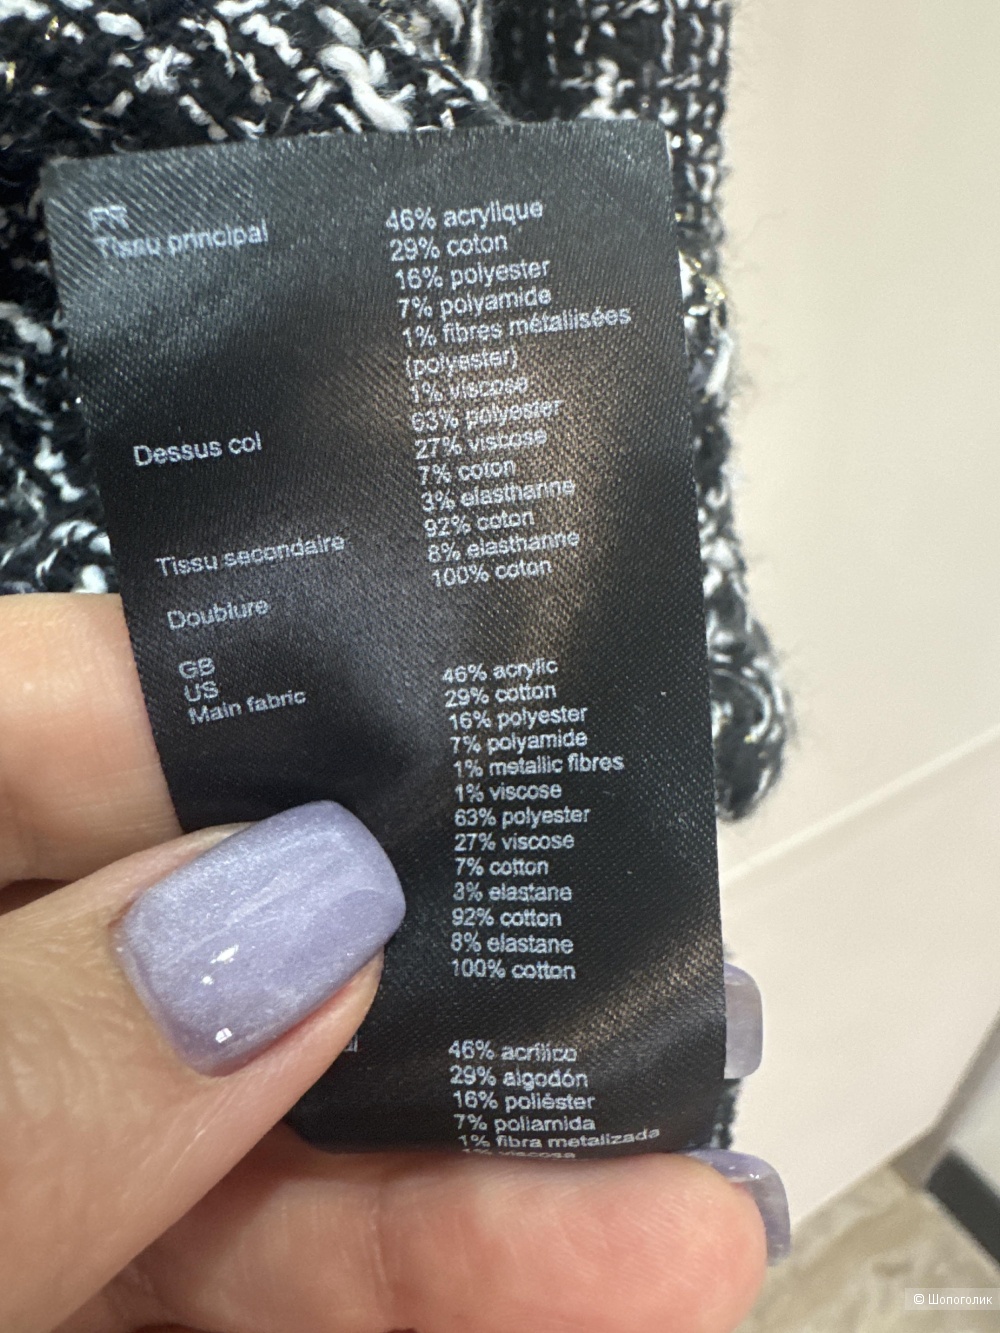 FR
Tissu principal 46% acrylique
29% coton
16% polyester
7% polyamide
1% fibres métallisées
(polyester)
1% viscose
Dessus col 63% polyester
27% viscose
7% coton
3% elasthanne
Tissu secondaire 92% coton
8% elasthanne
Doublure 100% coton
GB
US
Main fabric 46% acrylic
29% cotton
16% polyester
7% polyamide
1% metallic fibres
1% viscose
63% polyester
27% viscose
7% cotton
3% elastane
92% cotton
8% elastane
100% cotton
46% acrílico
29% algodón
16% poliéster
7% poliamida
1% fibra metalizada
1% viscosa
© Шопоголик